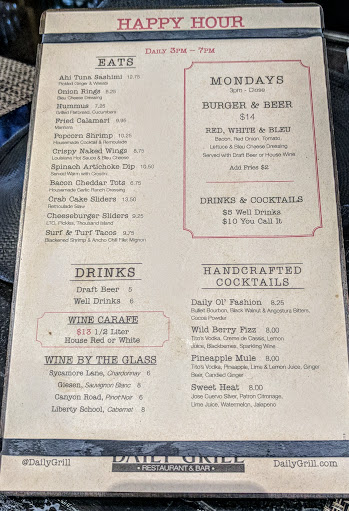 HAPPY HOUR
DAILY 3PM – 7PM
EATS
Ahi Tuna Sashimi 12.75
Pickled Ginger & Wasabi
Onion Rings 8.25
Bleu Cheese Dressing
Hummus 7.25
Grilled Flatbread, Cucumbers
Fried Calamari 9.95
Marinara
Popcorn Shrimp 10.25
Housemade Cocktail & Remoulade
Crispy Naked Wings 8.75
Louisiana Hot Sauce & Bleu Cheese
Spinach Artichoke Dip 10.50
Served Warm with
Bacon Cheddar Tots 6.75
Housemade Garlic Ranch Dressing
Crab Cake Sliders 13.50
Remoulade Slaw
Cheeseburger Sliders 9.25
LTO, Pickles, Thousand Island
Surf & Turf Tacos 9.75
Blackened Shrimp & Ancho Chili Filet Mignon
MONDAYS
3pm - Close
BURGER & BEER
$14
RED, WHITE & BLEU
Bacon, Red Onion, Tomato,
Lettuce & Bleu Cheese Dressing
Served with Draft Beer or House Wine
Add Fries $2
DRINKS & COCKTAILS
$5 Well Drinks
$10 You Call It
DRINKS
Draft Beer 5
Well Drinks 6
WINE CARAFE
$13 1/2 Liter
House Red or White
WINE BY THE GLASS
Sycamore Lane, Chardonnay 6
Giesen, Sauvignon Blanc 8
Canyon Road, Pinot Noir 6
Liberty School, Cabernet 8
HANDCRAFTED
COCKTAILS
Daily Ol' Fashion 8.25
Bulleit Bourbon, Black Walnut & Angostura Bitters,
Cocoa Powder
Wild Berry Fizz 8.00
Tito's Vodka, Creme de Cassis, Lemon
Juice, Blackberries, Sparkling Wine
Pineapple Mule 8.00
Tito's Vodka, Pineapple, Lime & Lemon Juice, Ginger
Beer, Candied Ginger
Sweet Heat 8.00
Jose Cuervo Silver, Patron Citronage,
Lime Juice, Watermelon, Jalapeno
@DailyGrill
DAILY GRILL
• RESTAURANT & BAR •
DailyGrill.com